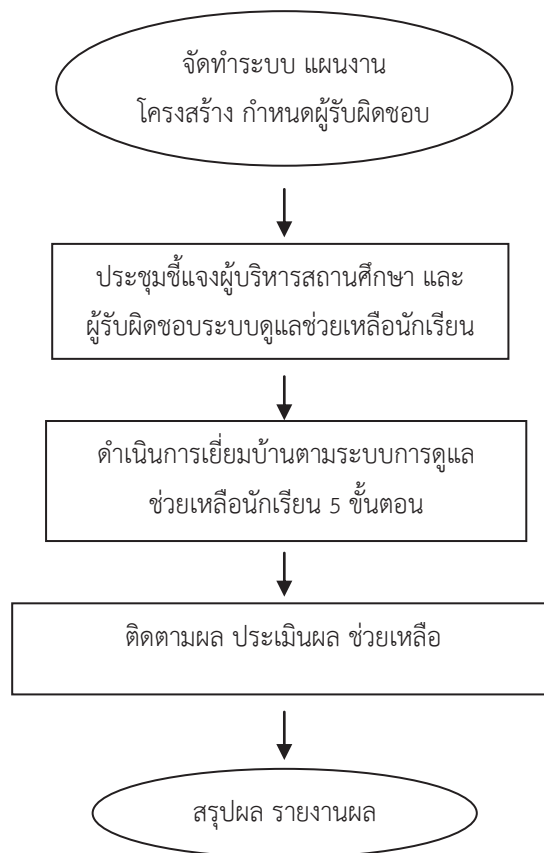 จัดทำระบบ แผนงาน
โครงสร้าง กำหนดผู้รับผิดชอบ
ประชุมชี้แจงผู้บริหารสถานศึกษา และ
ผู้รับผิดชอบระบบดูแลช่วยเหลือนักเรียน
ดำเนินการเยี่ยมบ้านตามระบบการดูแล
ช่วยเหลือนักเรียน 5 ขั้นตอน
ติดตามผล ประเมินผล ช่วยเหลือ
สรุปผล รายงานผล